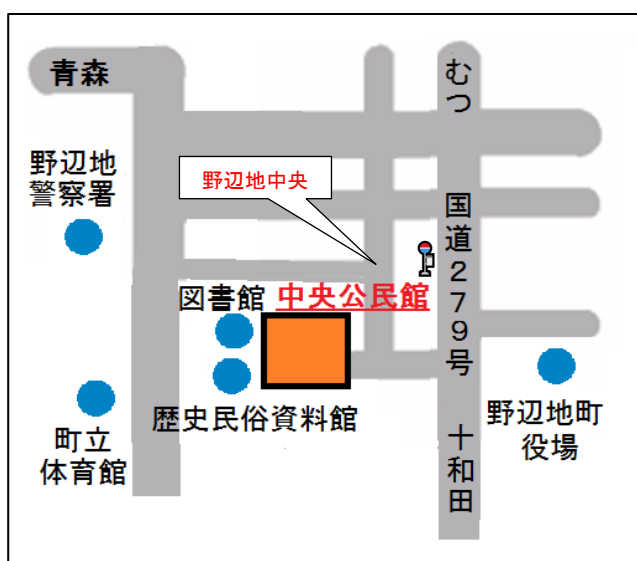 青森
むつ
野辺地
警察署
野辺地中央
国道279号
図書館
中央公民館
歴史民俗資料館
町立
体育館
野辺地町
役場
十和田